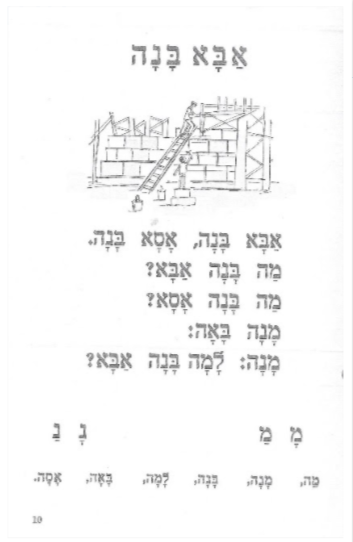 אַבָּא בָּנָה
אַבָּא בָּנָה, אָסָא בָּנָה.
מַה בָּנָה אַבָּא?
מַה בָּנָה אָסָא?
מָנָה בָּאָה:
מָנָה: לָמָה בָּנָה אַבָּא?
מָ מַ נָ נַ
מַה, מָנָה, בָּנָה, לָמָה, בָּאָה, אָסָה.
10